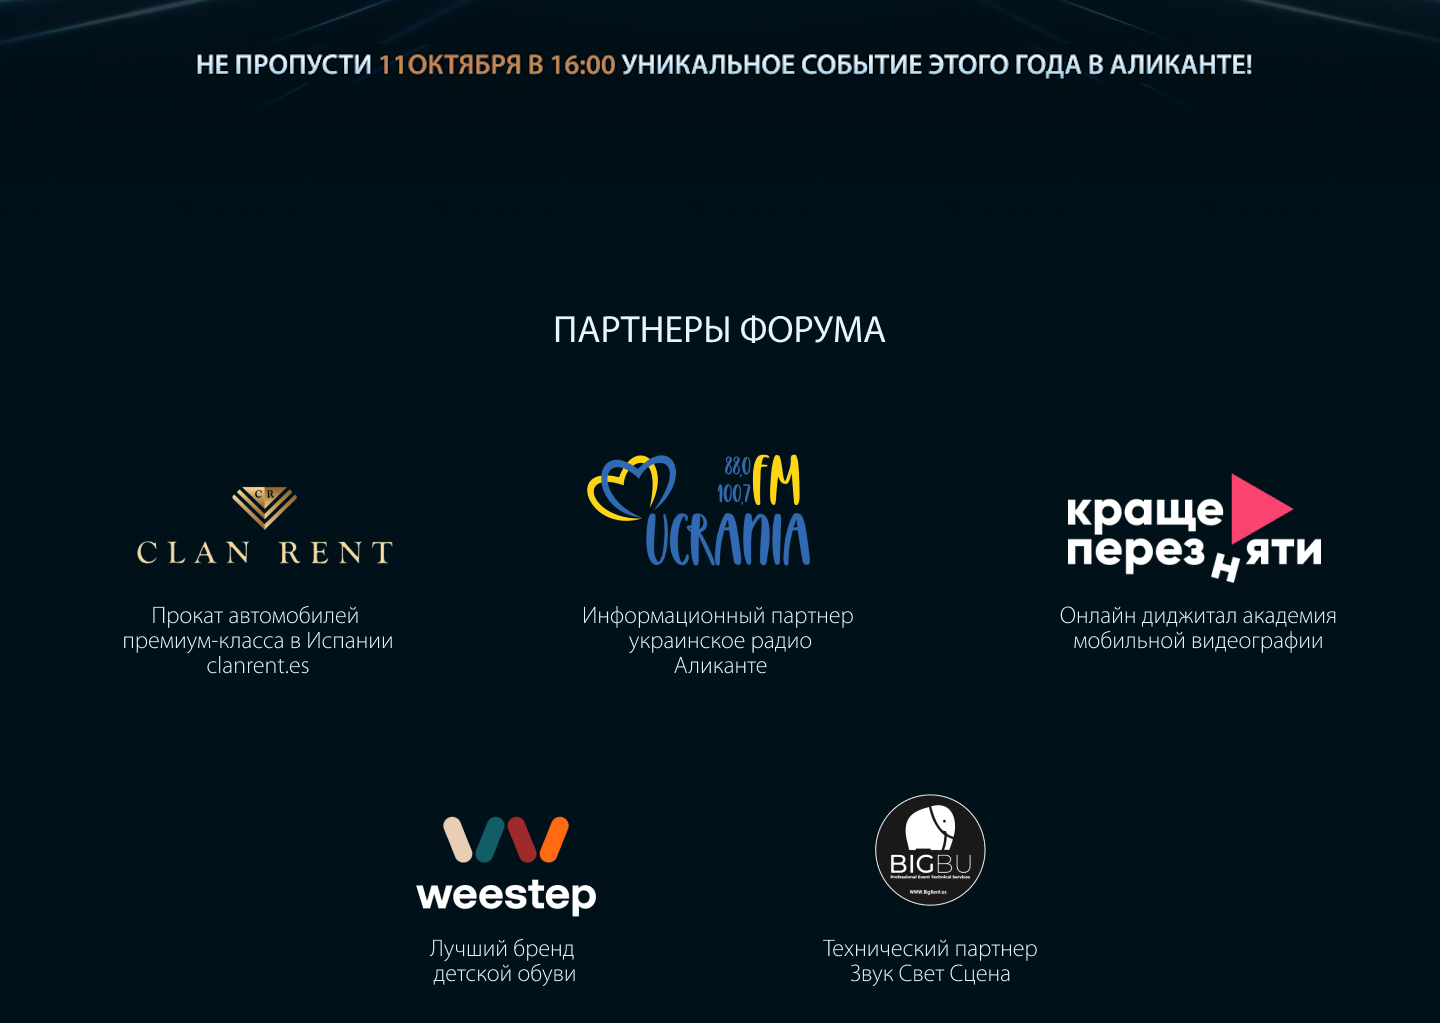 НЕ ПРОПУСТИ 11ОКТЯБРЯ В 16:00 УНИКАЛЬНОЕ СОБЫТИЕ ЭТОГО ГОДА В АЛИКАНТЕ!
ПАРТНЕРЫ ФОРУМА
CR
CLAN RENT
Прокат автомобилей
премиум-класса в Испании
clanrent.es
88,0
100,7
FM
UCRANIA
Информационный партнер
украинское радио
Аликанте
краще
перезняти
Онлайн диджитал академия
мобильной видеографии
weestep
Лучший бренд
детской обуви
BIGBU
Professional Event Technical Services
WWW.BigRent.es
Технический партнер
Звук Свет Сцена